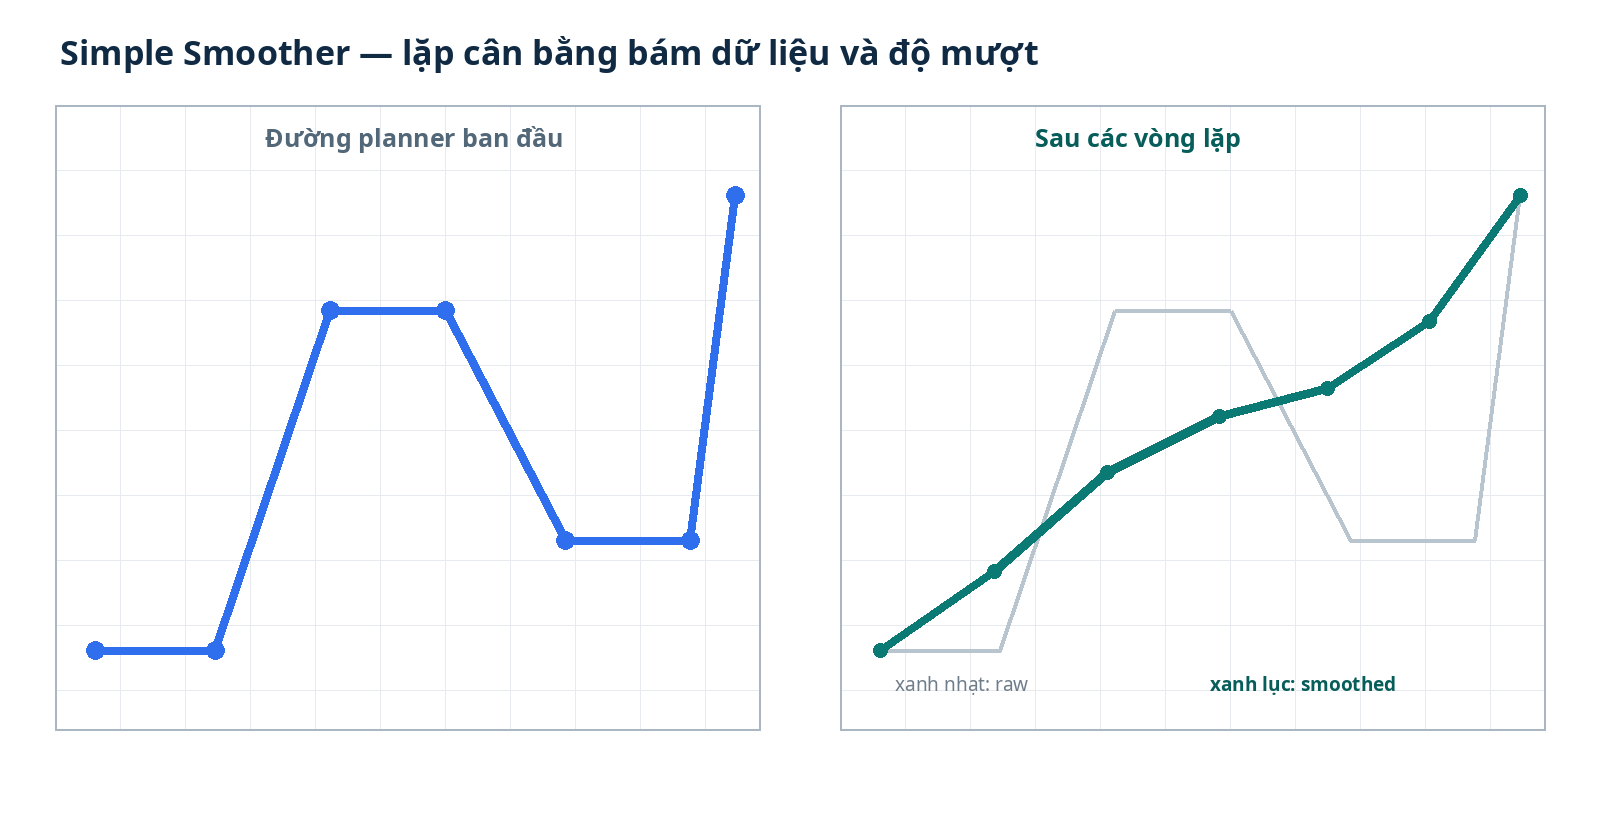 Simple Smoother — lặp cân bằng bám dữ liệu và độ mượt
Đường planner ban đầu
Sau các vòng lặp
xanh nhạt: raw
xanh lục: smoothed